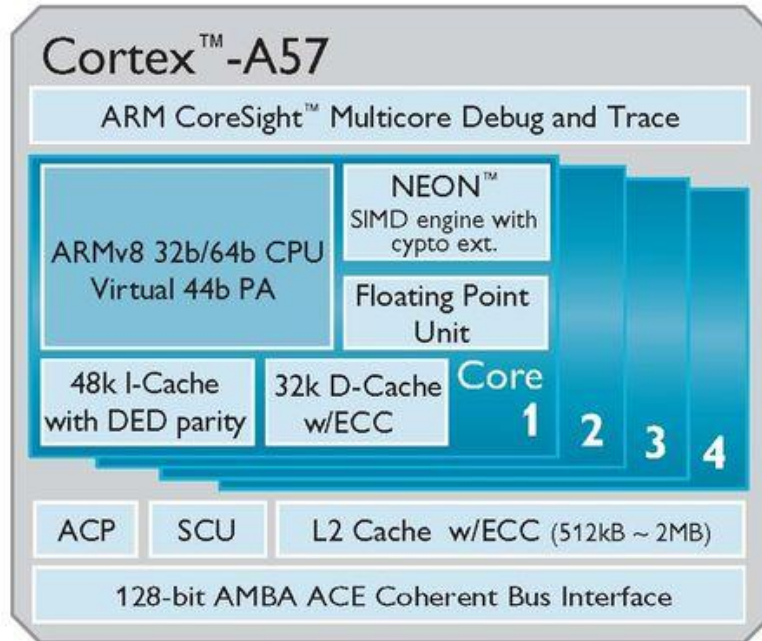 Cortex™-A57
ARM CoreSight™ Multicore Debug and Trace
ARMv8 32b/64b CPU
Virtual 44b PA
NEON™
SIMD engine with
cypto ext.
Floating Point
Unit
48k I-Cache
with DED parity
32k D-Cache
w/ECC
Core
1
2
3
4
ACP
SCU
L2 Cache w/ECC (512kB ~ 2MB)
128-bit AMBA ACE Coherent Bus Interface